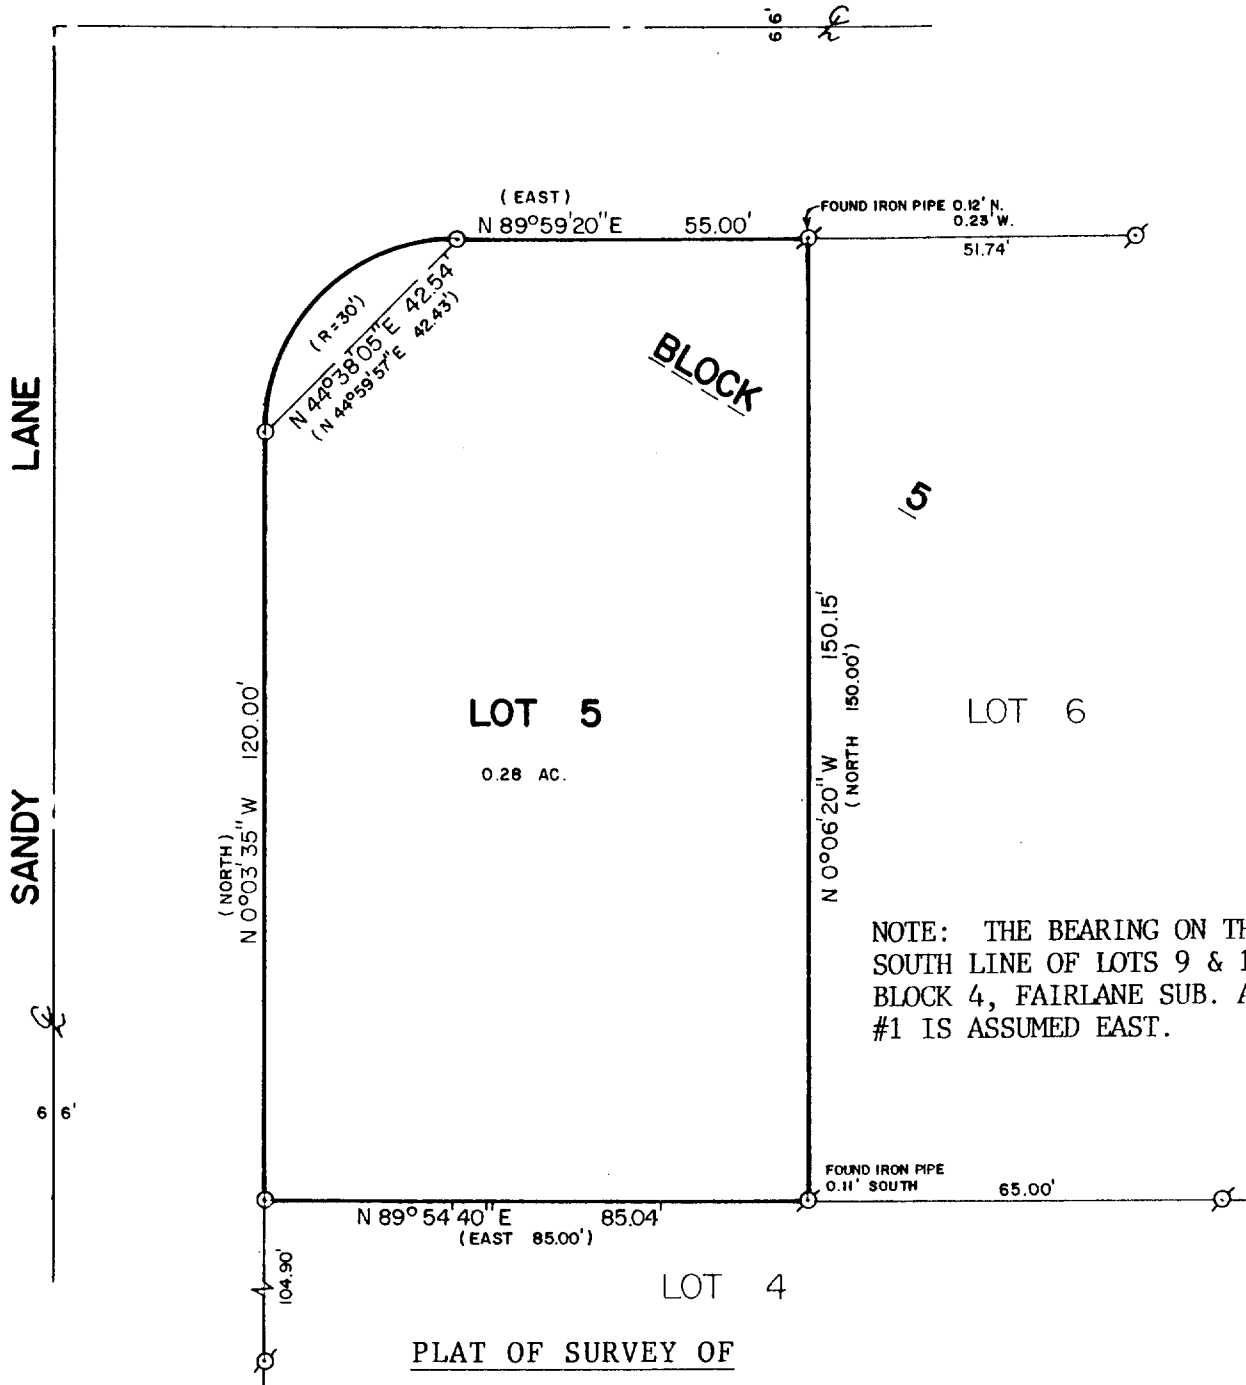 6 6'
(EAST)
N 89°59'20"E 55.00'
FOUND IRON PIPE 0.12' N.
0.23' W.
51.74'
(R=30')
N 44°38'05"E 42.54'
(N 44°59'57"E 42.43')
BLOCK
5
LANE
SANDY
(NORTH)
N 0°03'35" W 120.00'
LOT 5
0.28 AC.
N 0°06'20" W 150.15'
(NORTH 150.00')
LOT 6
NOTE: THE BEARING ON TH
SOUTH LINE OF LOTS 9 & 1
BLOCK 4, FAIRLANE SUB. A
#1 IS ASSUMED EAST.
6 6'
FOUND IRON PIPE
0.11' SOUTH
65.00'
N 89°54'40"E 85.04'
(EAST 85.00')
104.90'
LOT 4
PLAT OF SURVEY OF